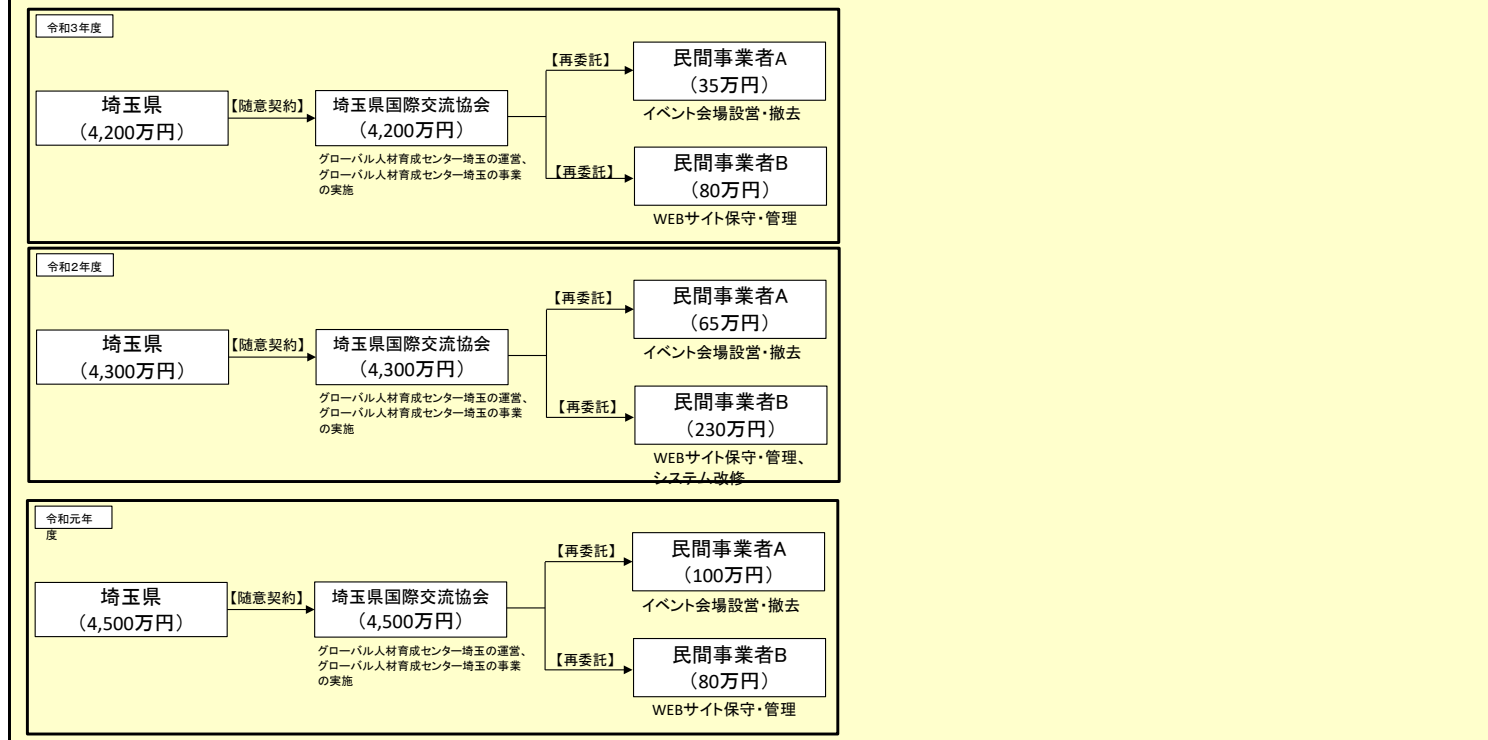 令和3年度
埼玉県
（4,200万円）
【随意契約】
埼玉県国際交流協会
（4,200万円）
グローバル人材育成センター埼玉の運営、
グローバル人材育成センター埼玉の事業
の実施
【再委託】
民間事業者A
（35万円）
イベント会場設営・撤去
【再委託】
民間事業者B
（80万円）
WEBサイト保守・管理
令和2年度
埼玉県
（4,300万円）
【随意契約】
埼玉県国際交流協会
（4,300万円）
グローバル人材育成センター埼玉の運営、
グローバル人材育成センター埼玉の事業
の実施
【再委託】
民間事業者A
（65万円）
イベント会場設営・撤去
【再委託】
民間事業者B
（230万円）
WEBサイト保守・管理、
システム改修
令和元年
度
埼玉県
（4,500万円）
【随意契約】
埼玉県国際交流協会
（4,500万円）
グローバル人材育成センター埼玉の運営、
グローバル人材育成センター埼玉の事業
の実施
【再委託】
民間事業者A
（100万円）
イベント会場設営・撤去
【再委託】
民間事業者B
（80万円）
WEBサイト保守・管理